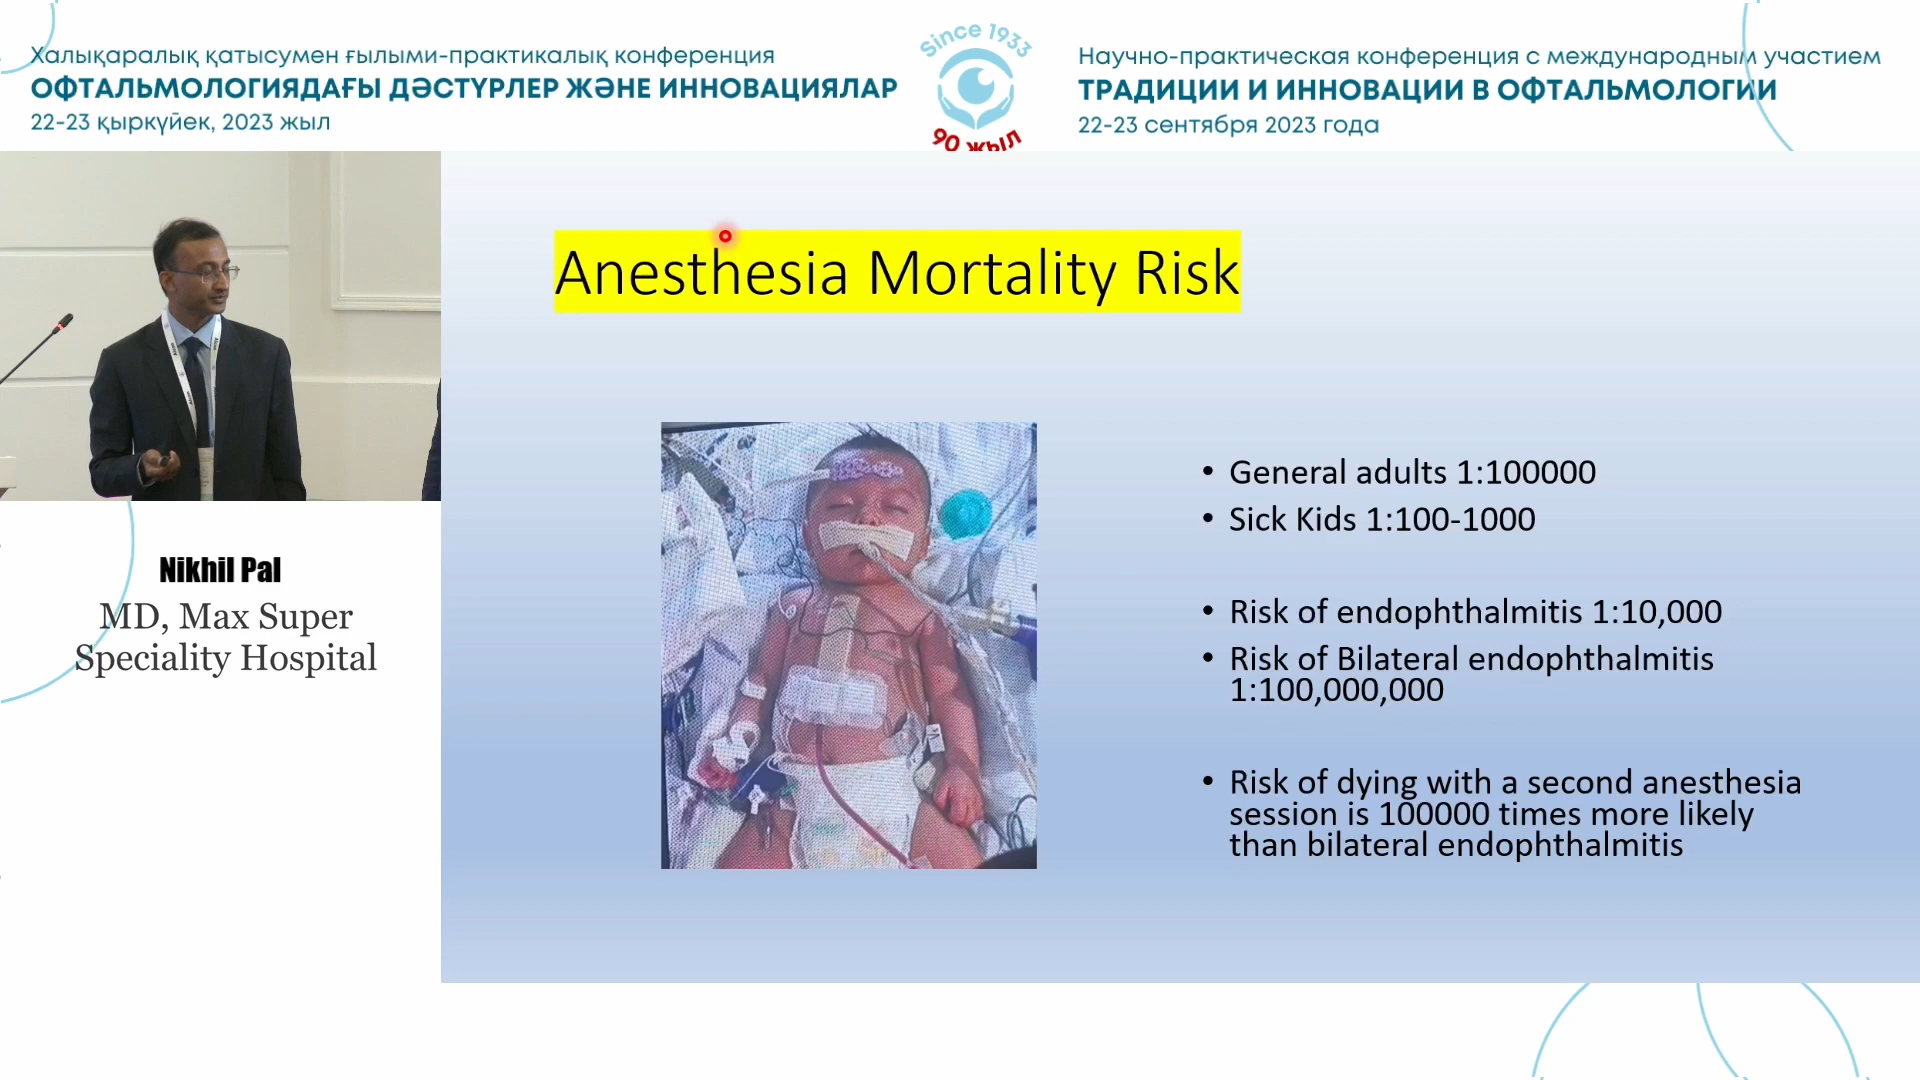 Халықаралық қатысумен ғылыми-практикалық конференция
ОФТАЛЬМОЛОГИЯДАҒЫ ДӘСТҮРЛЕР ЖӘНЕ ИННОВАЦИЯЛАР
22-23 қыркүйек, 2023 жыл
Since 1933
90 жыл
Научно-практическая конференция с международным участием
ТРАДИЦИИ И ИННОВАЦИИ В ОФТАЛЬМОЛОГИИ
22-23 сентября 2023 года
Nikhil Pal
MD, Max Super
Speciality Hospital
Anesthesia Mortality Risk
• General adults 1:100000
• Sick Kids 1:100-1000
• Risk of endophthalmitis 1:10,000
• Risk of Bilateral endophthalmitis
1:100,000,000
• Risk of dying with a second anesthesia
session is 100000 times more likely
than bilateral endophthalmitis